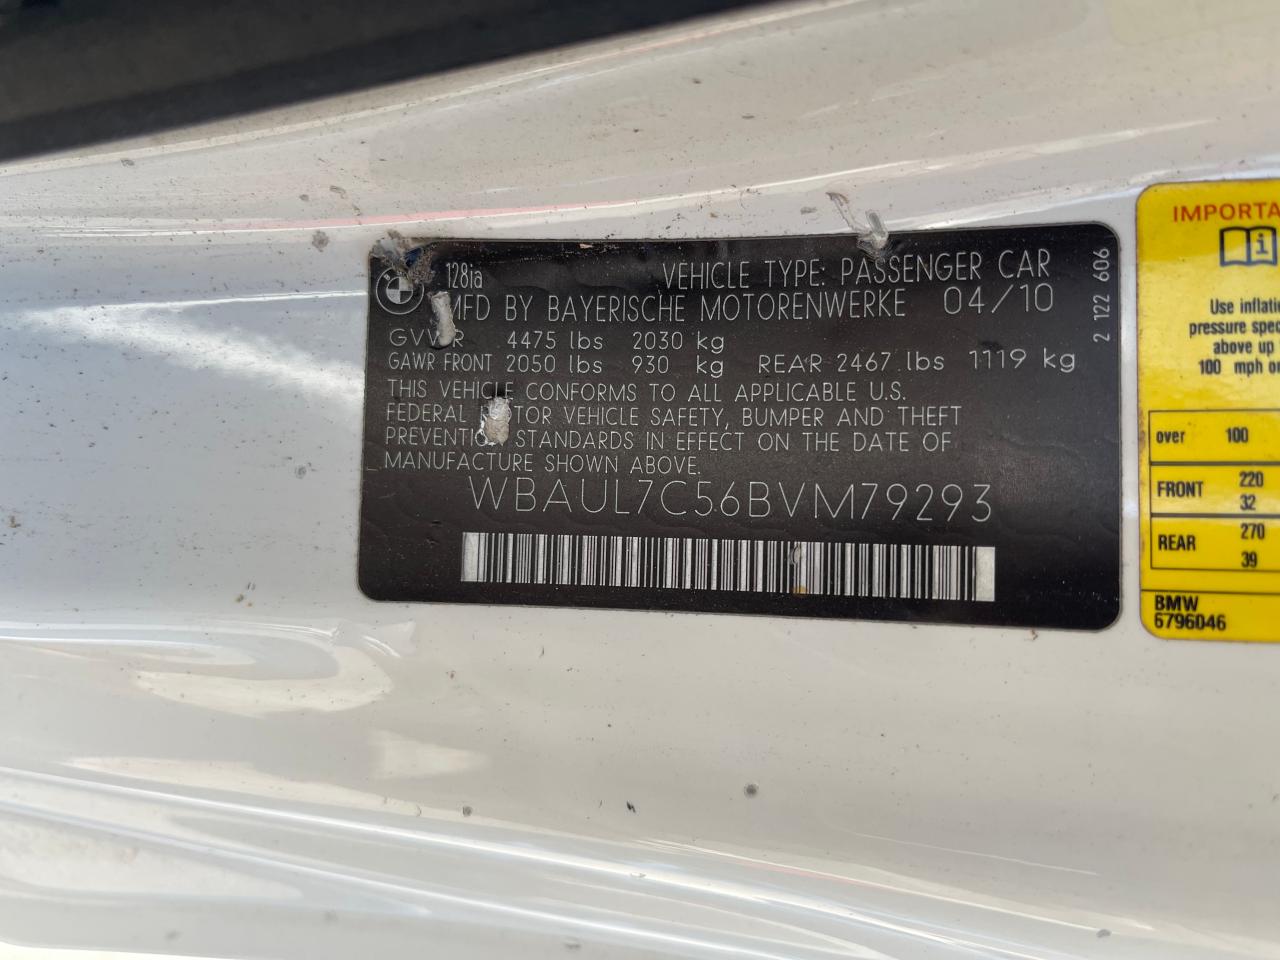 128ia
VEHICLE TYPE: PASSENGER CAR
MFD BY BAYERISCHE MOTORENWERKE 04/10
GVWR 4475 lbs 2030 kg
GAWR FRONT 2050 lbs 930 kg REAR 2467 lbs 1119 kg
THIS VEHICLE CONFORMS TO ALL APPLICABLE U.S.
FEDERAL MOTOR VEHICLE SAFETY, BUMPER AND THEFT
PREVENTION STANDARDS IN EFFECT ON THE DATE OF
MANUFACTURE SHOWN ABOVE.
WBAUL7C56BVM79293
2 122 606
IMPORTA
Use inflatio
pressure spec
above up
100 mph or
over 100
FRONT 220
32
REAR 270
39
BMW
6796046